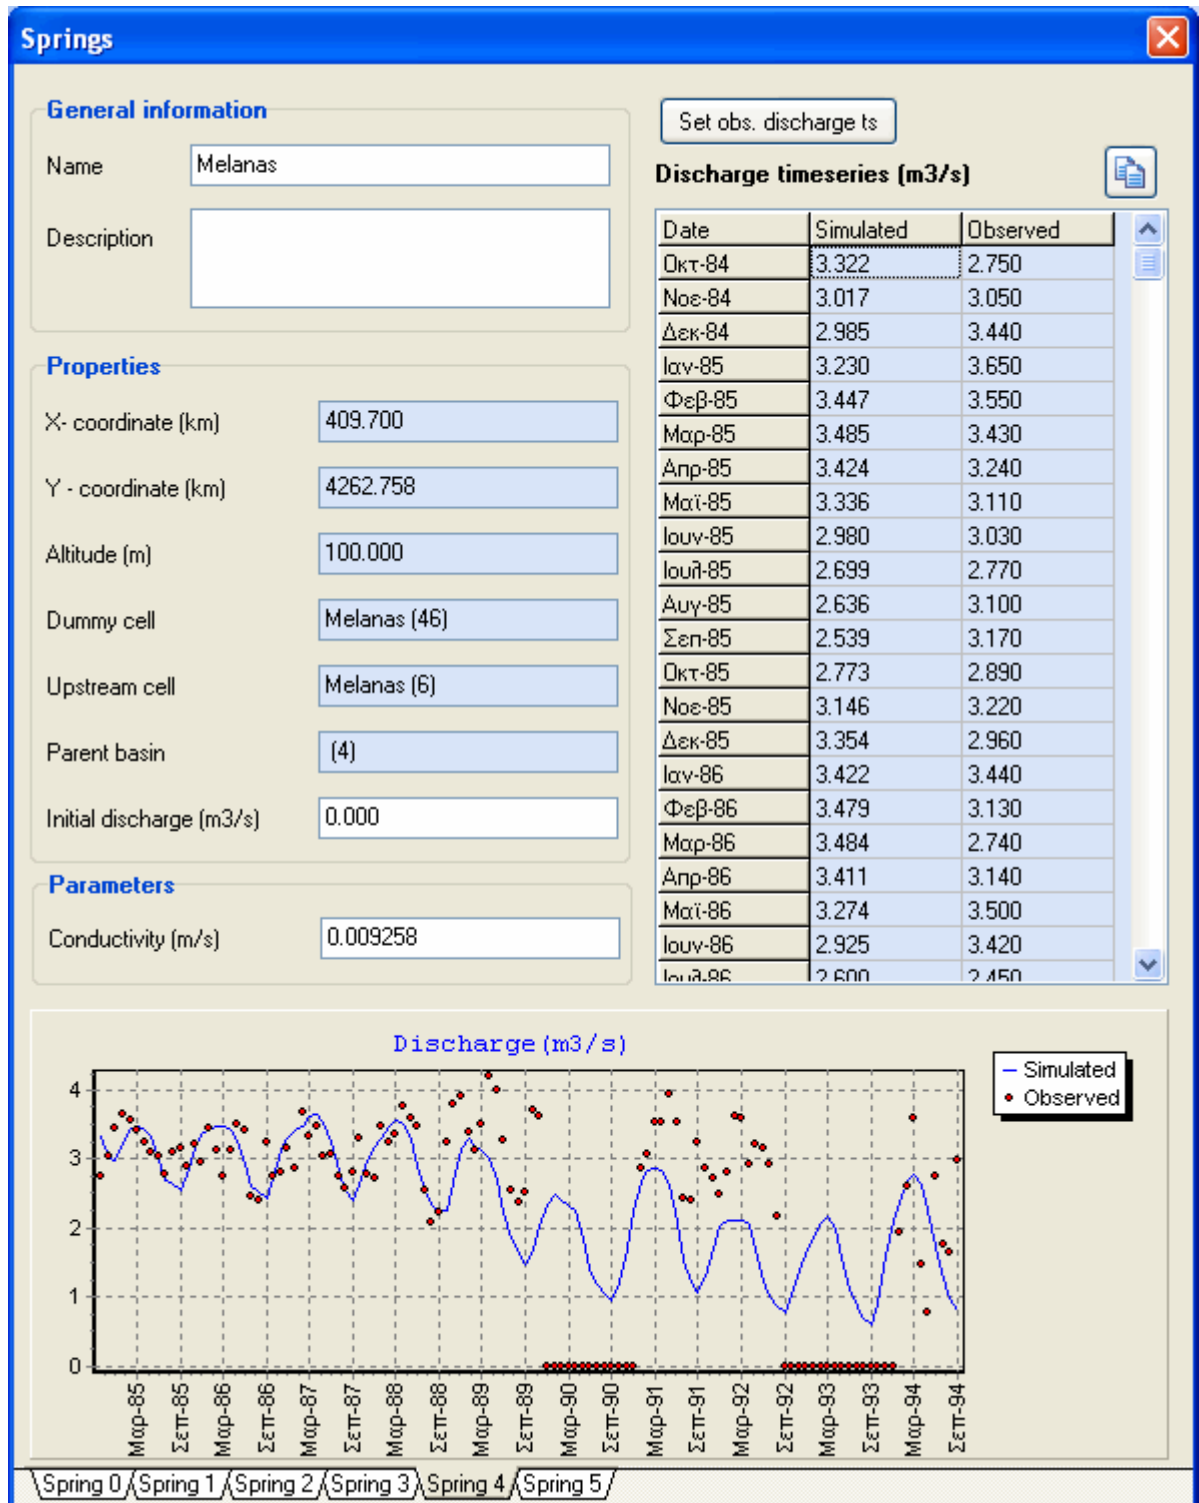 Springs
General information
Name
Melanas
Description
Properties
X- coordinate (km)
409.700
Y - coordinate (km)
4262.758
Altitude (m)
100.000
Dummy cell
Melanas (46)
Upstream cell
Melanas (6)
Parent basin
(4)
Initial discharge (m3/s)
0.000
Parameters
Conductivity (m/s)
0.009258
Set obs. discharge ts
Discharge timeseries (m3/s)
Date Simulated Observed
Οκτ-84 3.322 2.750
Νοε-84 3.017 3.050
Δεκ-84 2.985 3.440
Ιαν-85 3.230 3.650
Φεβ-85 3.447 3.550
Μαρ-85 3.485 3.430
Απρ-85 3.424 3.240
Μαϊ-85 3.336 3.110
Ιουν-85 2.980 3.030
Ιουλ-85 2.699 2.770
Αυγ-85 2.636 3.100
Σεπ-85 2.539 3.170
Οκτ-85 2.773 2.890
Νοε-85 3.146 3.220
Δεκ-85 3.354 2.960
Ιαν-86 3.422 3.440
Φεβ-86 3.479 3.130
Μαρ-86 3.484 2.740
Απρ-86 3.411 3.140
Μαϊ-86 3.274 3.500
Ιουν-86 2.925 3.420
Ιουλ-86 2.600 2.450
Discharge(m3/s)
Simulated
Observed
4
3
2
1
0
Μαρ-85
Σεπ-85
Μαρ-86
Σεπ-86
Μαρ-87
Σεπ-87
Μαρ-88
Σεπ-88
Μαρ-89
Σεπ-89
Μαρ-90
Σεπ-90
Μαρ-91
Σεπ-91
Μαρ-92
Σεπ-92
Μαρ-93
Σεπ-93
Μαρ-94
Σεπ-94
Spring 0 Spring 1 Spring 2 Spring 3 Spring 4 Spring 5